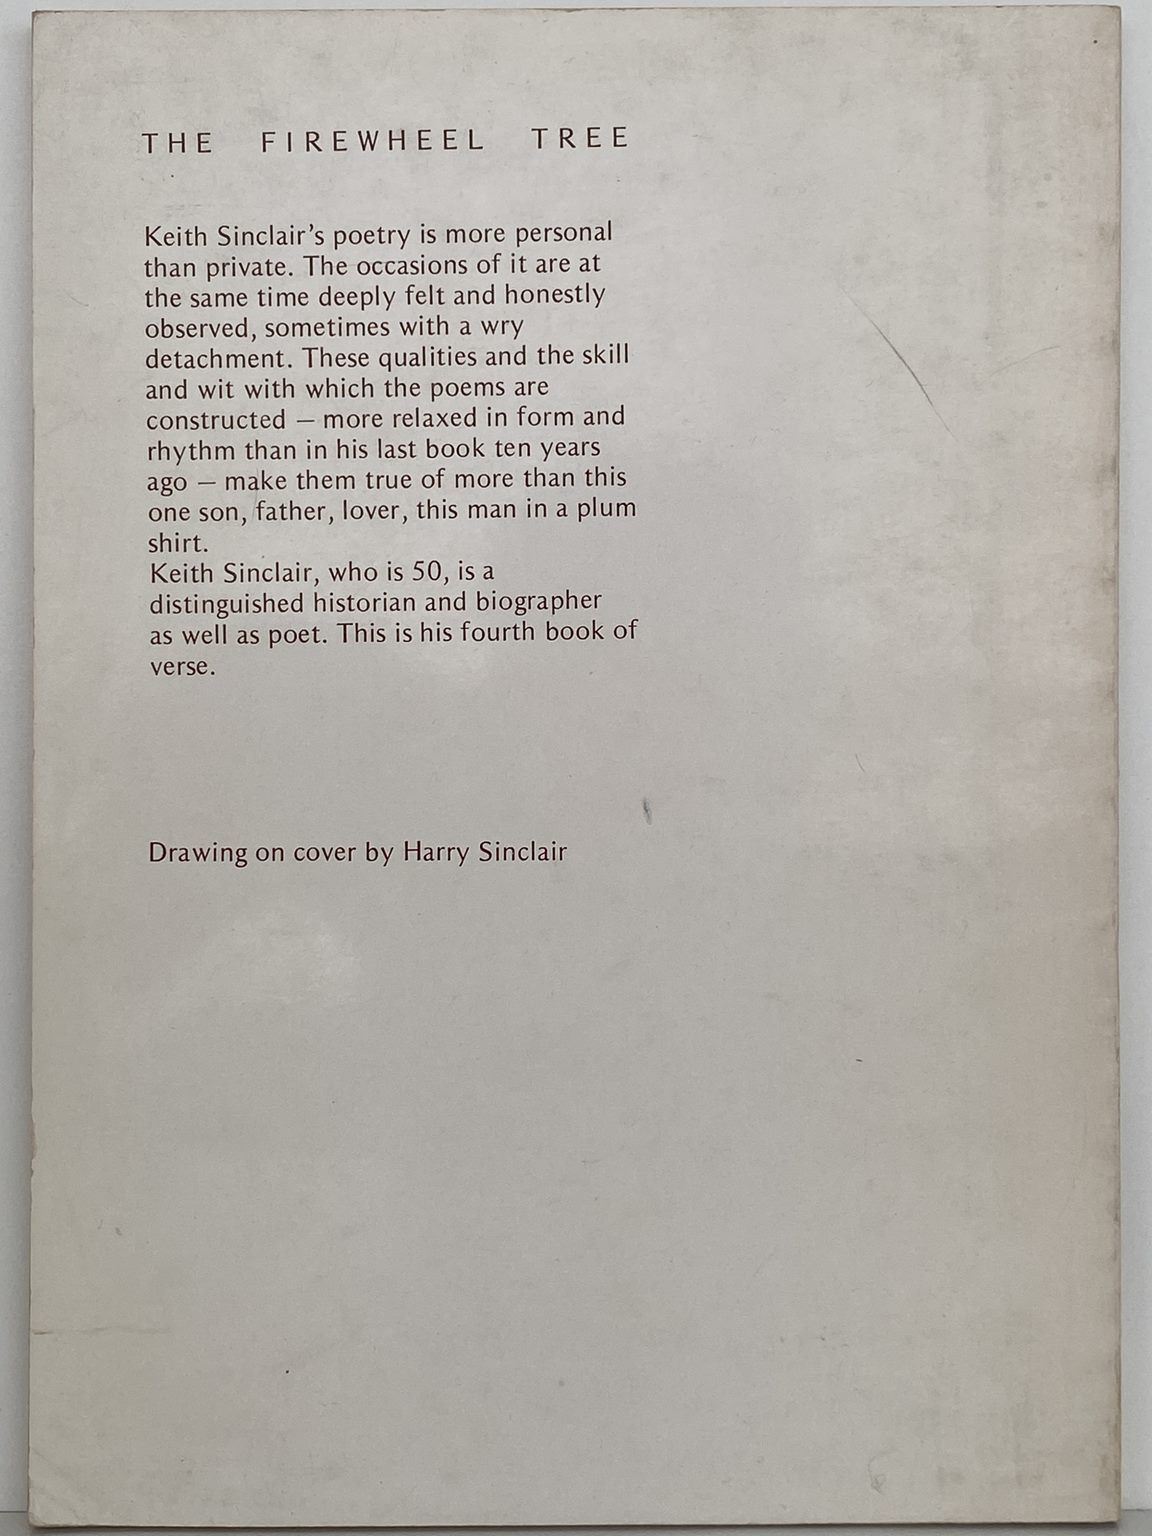 THE FIREWHEEL TREE
Keith Sinclair's poetry is more personal
than private. The occasions of it are at
the same time deeply felt and honestly
observed, sometimes with a wry
detachment. These qualities and the skill
and wit with which the poems are
constructed — more relaxed in form and
rhythm than in his last book ten years
ago — make them true of more than this
one son, father, lover, this man in a plum
shirt.
Keith Sinclair, who is 50, is a
distinguished historian and biographer
as well as poet. This is his fourth book of
verse.
Drawing on cover by Harry Sinclair